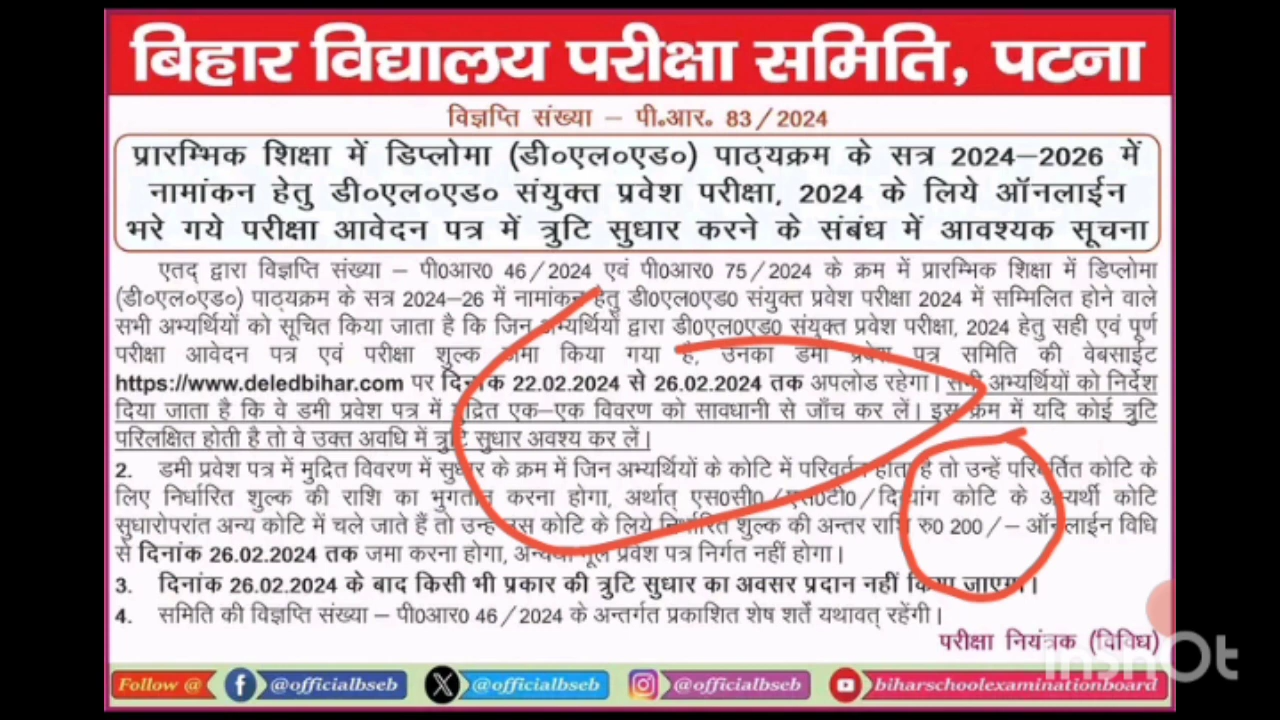 बिहार विद्यालय परीक्षा समिति, पटना
विज्ञप्ति संख्या – पी॰आर॰ 83/2024
प्रारम्भिक शिक्षा में डिप्लोमा (डी०एल०एड०) पाठ्यक्रम के सत्र 2024–2026 में
नामांकन हेतु डी०एल०एड० संयुक्त प्रवेश परीक्षा, 2024 के लिये ऑनलाईन
भरे गये परीक्षा आवेदन पत्र में त्रुटि सुधार करने के संबंध में आवश्यक सूचना
एतद् द्वारा विज्ञप्ति संख्या – पी0आर0 46/2024 एवं पी0आर0 75/2024 के क्रम में प्रारम्भिक शिक्षा में डिप्लोमा
(डी०एल०एड०) पाठ्यक्रम के सत्र 2024–26 में नामांकन हेतु डी0एल0एड0 संयुक्त प्रवेश परीक्षा 2024 में सम्मिलित होने वाले
सभी अभ्यर्थियों को सूचित किया जाता है कि जिन अभ्यर्थियों द्वारा डी0एल0एड0 संयुक्त प्रवेश परीक्षा, 2024 हेतु सही एवं पूर्ण
परीक्षा आवेदन पत्र एवं परीक्षा शुल्क जमा किया गया है, उनका डमी प्रवेश पत्र समिति की वेबसाईट
https://www.deledbihar.com पर दिनांक 22.02.2024 से 26.02.2024 तक अपलोड रहेगा। सभी अभ्यर्थियों को निर्देश
दिया जाता है कि वे डमी प्रवेश पत्र में मुद्रित एक–एक विवरण को सावधानी से जाँच कर लें। इस क्रम में यदि कोई त्रुटि
परिलक्षित होती है तो वे उक्त अवधि में त्रुटि सुधार अवश्य कर लें।
2. डमी प्रवेश पत्र में मुद्रित विवरण में सुधार के क्रम में जिन अभ्यर्थियों के कोटि में परिवर्तन होता है तो उन्हें परिवर्तित कोटि के
लिए निर्धारित शुल्क की राशि का भुगतान करना होगा, अर्थात् एस0सी0/एस0टी0/दिव्यांग कोटि के अभ्यर्थी कोटि
सुधारोपरांत अन्य कोटि में चले जाते हैं तो उन्हें उस कोटि के लिये निर्धारित शुल्क की अन्तर राशि रु0 200/– ऑनलाईन विधि
से दिनांक 26.02.2024 तक जमा करना होगा, अन्यथा मूल प्रवेश पत्र निर्गत नहीं होगा।
3. दिनांक 26.02.2024 के बाद किसी भी प्रकार की त्रुटि सुधार का अवसर प्रदान नहीं किया जाएगा।
4. समिति की विज्ञप्ति संख्या – पी0आर0 46/2024 के अन्तर्गत प्रकाशित शेष शर्तें यथावत् रहेंगी।
परीक्षा नियंत्रक (विविध)
Follow @ @officialbseb @officialbseb @officialbseb biharschoolexaminationboard
inshot